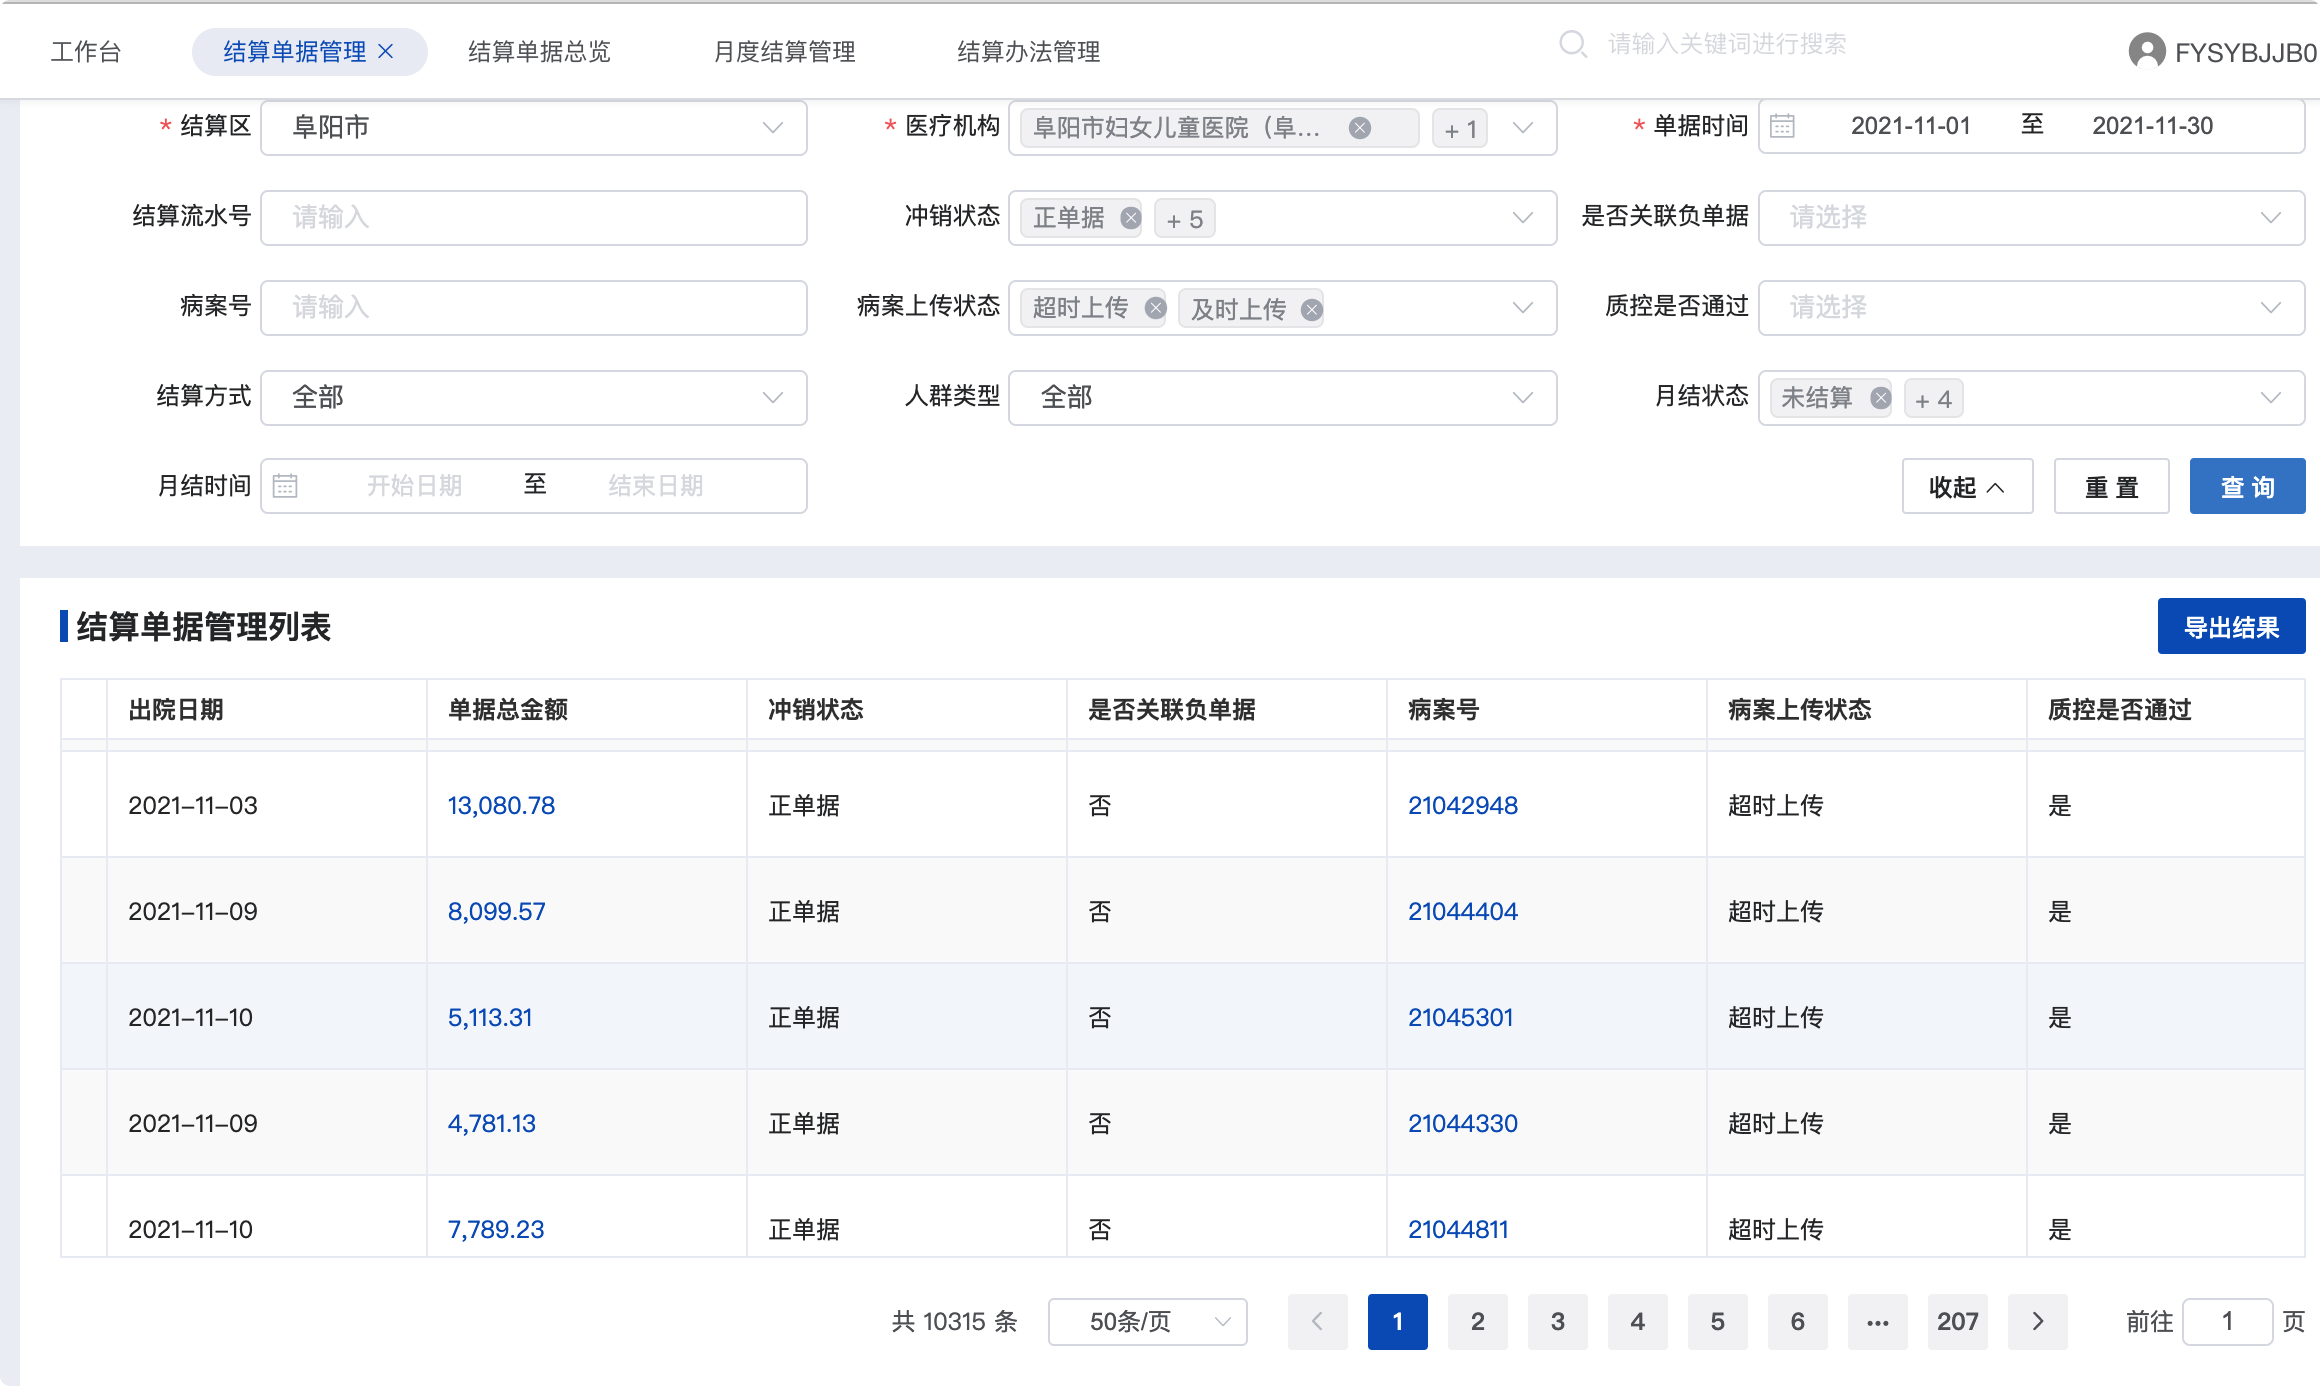 工作台 结算单据管理 × 结算单据总览 月度结算管理 结算办法管理 请输入关键词进行搜索 FYSYBJJB0
* 结算区 阜阳市 * 医疗机构 阜阳市妇女儿童医院（阜... + 1 * 单据时间 2021-11-01 至 2021-11-30
结算流水号 请输入 冲销状态 正单据 + 5 是否关联负单据 请选择
病案号 请输入 病案上传状态 超时上传 及时上传 质控是否通过 请选择
结算方式 全部 人群类型 全部 月结状态 未结算 + 4
月结时间 开始日期 至 结束日期 收起 重置 查询
结算单据管理列表 导出结果
出院日期 单据总金额 冲销状态 是否关联负单据 病案号 病案上传状态 质控是否通过
2021-11-03 13,080.78 正单据 否 21042948 超时上传 是
2021-11-09 8,099.57 正单据 否 21044404 超时上传 是
2021-11-10 5,113.31 正单据 否 21045301 超时上传 是
2021-11-09 4,781.13 正单据 否 21044330 超时上传 是
2021-11-10 7,789.23 正单据 否 21044811 超时上传 是
共 10315 条 50条/页 < 1 2 3 4 5 6 ... 207 > 前往 1 页